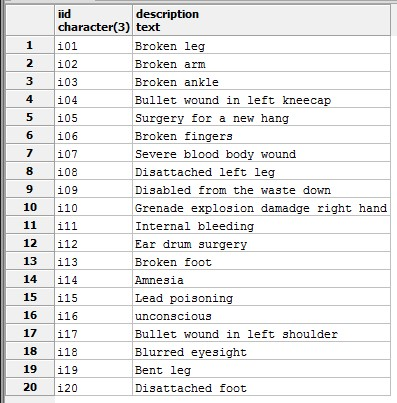 iid description
character(3) text
1 i01 Broken leg
2 i02 Broken arm
3 i03 Broken ankle
4 i04 Bullet wound in left kneecap
5 i05 Surgery for a new hang
6 i06 Broken fingers
7 i07 Severe blood body wound
8 i08 Disattached left leg
9 i09 Disabled from the waste down
10 i10 Grenade explosion damadge right hand
11 i11 Internal bleeding
12 i12 Ear drum surgery
13 i13 Broken foot
14 i14 Amnesia
15 i15 Lead poisoning
16 i16 unconscious
17 i17 Bullet wound in left shoulder
18 i18 Blurred eyesight
19 i19 Bent leg
20 i20 Disattached foot